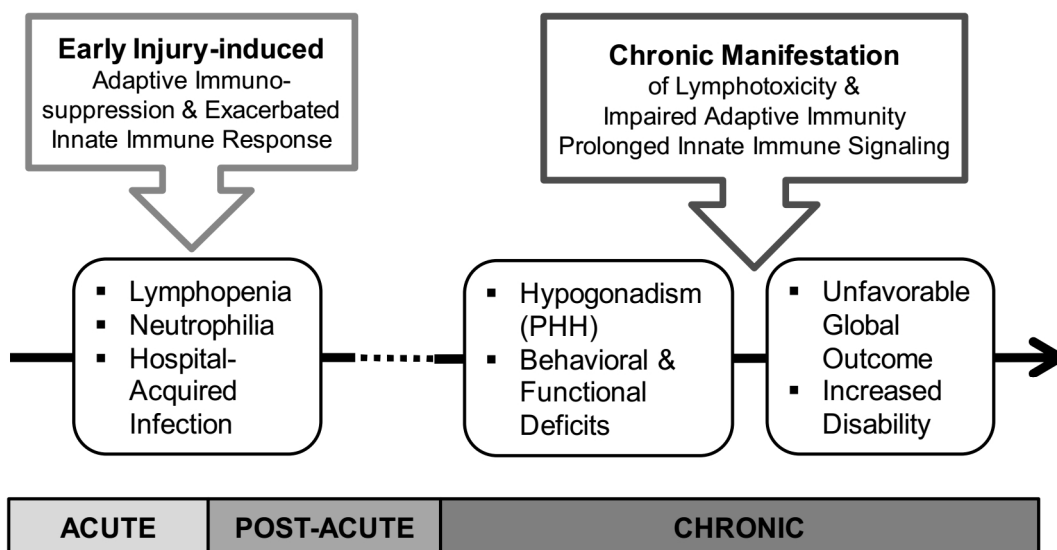 Early Injury-induced
Adaptive Immuno-
suppression & Exacerbated
Innate Immune Response
Chronic Manifestation
of Lymphotoxicity &
Impaired Adaptive Immunity
Prolonged Innate Immune Signaling
▪ Lymphopenia
▪ Neutrophilia
▪ Hospital-
Acquired
Infection
▪ Hypogonadism
(PHH)
▪ Behavioral &
Functional
Deficits
▪ Unfavorable
Global
Outcome
▪ Increased
Disability
ACUTE
POST-ACUTE
CHRONIC